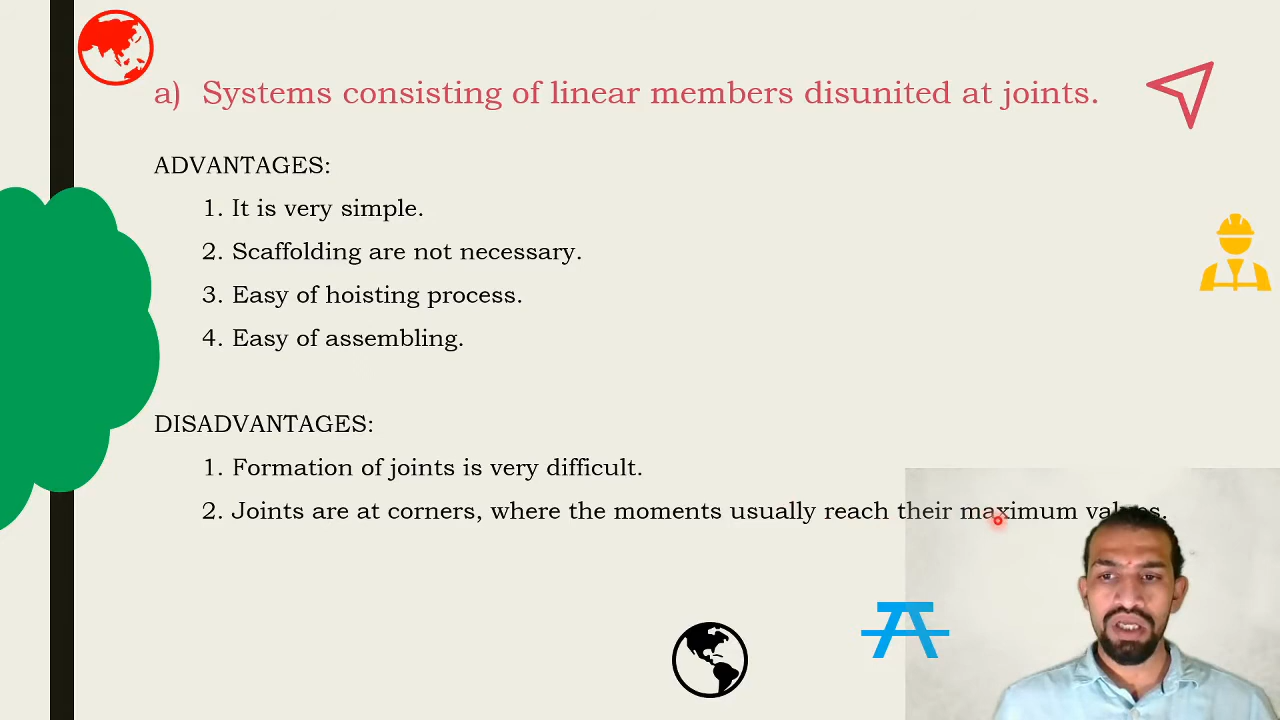 a) Systems consisting of linear members disunited at joints.
ADVANTAGES:
1. It is very simple.
2. Scaffolding are not necessary.
3. Easy of hoisting process.
4. Easy of assembling.
DISADVANTAGES:
1. Formation of joints is very difficult.
2. Joints are at corners, where the moments usually reach their maximum values.